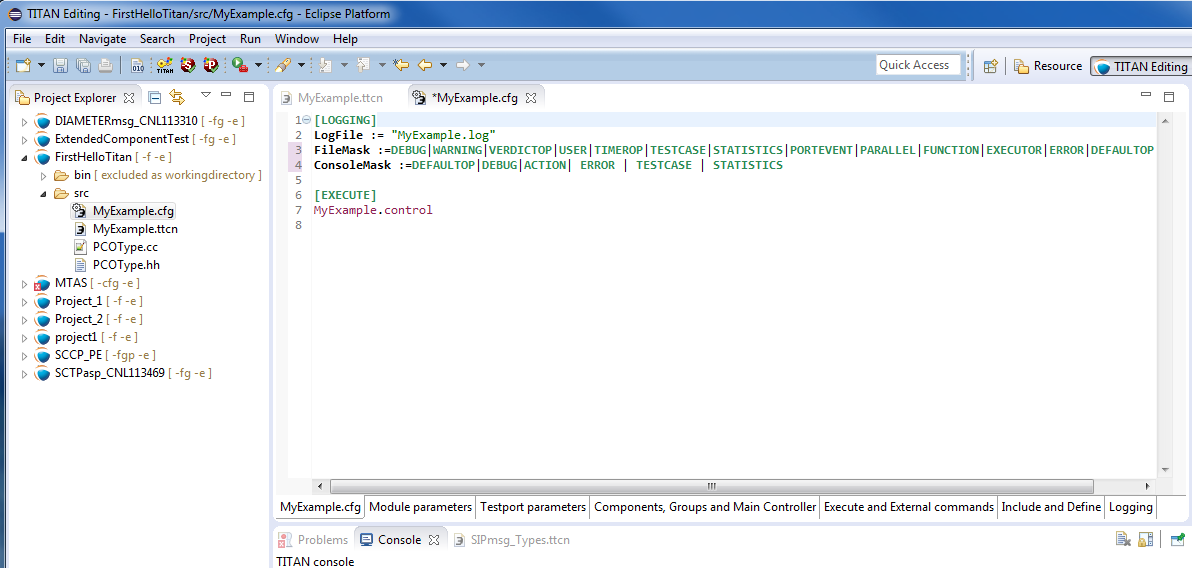 TITAN Editing - FirstHelloTitan/src/MyExample.cfg - Eclipse Platform
File Edit Navigate Search Project Run Window Help
010 TITAN Quick Access Resource TITAN Editing
Project Explorer
DIAMETERmsg_CNL113310 [ -fg -e ]
ExtendedComponentTest [ -fg -e ]
FirstHelloTitan [ -f -e ]
bin [ excluded as workingdirectory ]
src
MyExample.cfg
MyExample.ttcn
PCOType.cc
PCOType.hh
MTAS [ -cfg -e ]
Project_1 [ -f -e ]
Project_2 [ -f -e ]
project1 [ -f -e ]
SCCP_PE [ -fgp -e ]
SCTPasp_CNL113469 [ -fg -e ]
MyExample.ttcn *MyExample.cfg
1 [LOGGING]
2 LogFile := "MyExample.log"
3 FileMask :=DEBUG|WARNING|VERDICTOP|USER|TIMEROP|TESTCASE|STATISTICS|PORTEVENT|PARALLEL|FUNCTION|EXECUTOR|ERROR|DEFAULTOP
4 ConsoleMask :=DEFAULTOP|DEBUG|ACTION| ERROR | TESTCASE | STATISTICS
5
6 [EXECUTE]
7 MyExample.control
8
MyExample.cfg Module parameters Testport parameters Components, Groups and Main Controller Execute and External commands Include and Define Logging
Problems Console SIPmsg_Types.ttcn
TITAN console